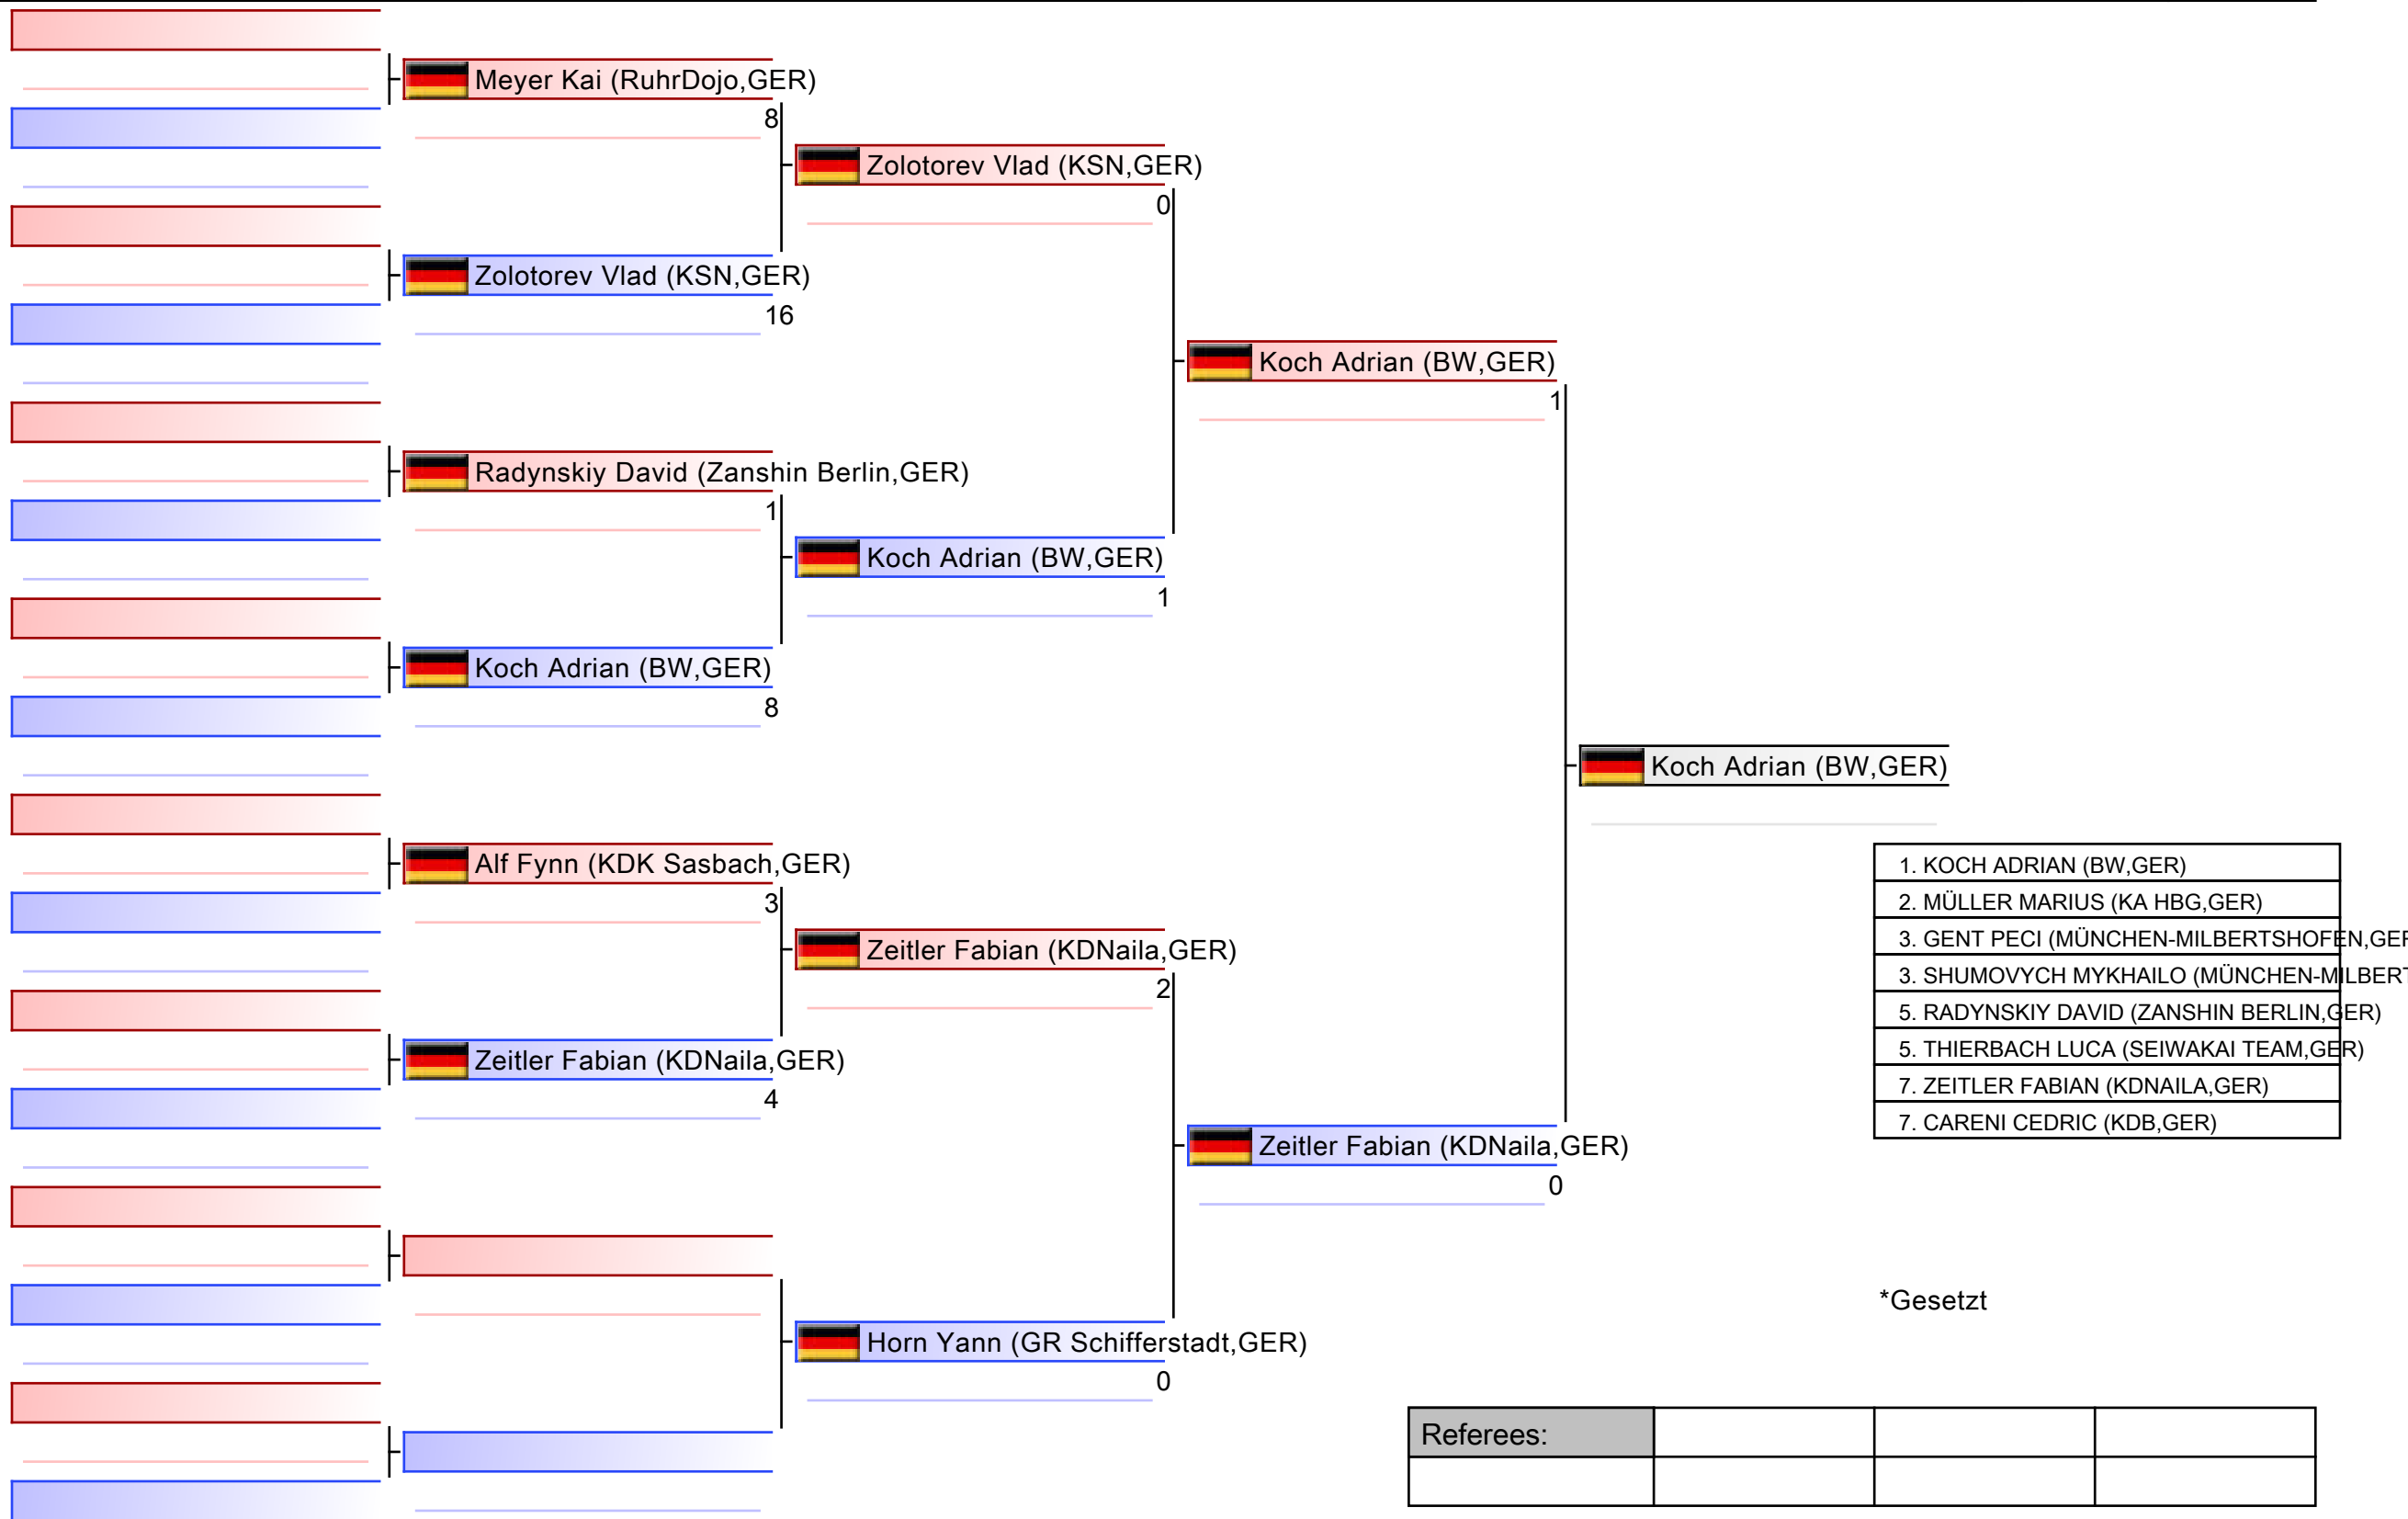 Meyer Kai (RuhrDojo,GER)
8
Zolotorev Vlad (KSN,GER)
0
Zolotorev Vlad (KSN,GER)
16
Koch Adrian (BW,GER)
1
Radynskiy David (Zanshin Berlin,GER)
1
Koch Adrian (BW,GER)
1
Koch Adrian (BW,GER)
8
Koch Adrian (BW,GER)
Alf Fynn (KDK Sasbach,GER)
3
Zeitler Fabian (KDNaila,GER)
2
Zeitler Fabian (KDNaila,GER)
4
Zeitler Fabian (KDNaila,GER)
0
Horn Yann (GR Schifferstadt,GER)
0
1. KOCH ADRIAN (BW,GER)
2. MÜLLER MARIUS (KA HBG,GER)
3. GENT PECI (MÜNCHEN-MILBERTSHOFEN,GER
3. SHUMOVYCH MYKHAILO (MÜNCHEN-MILBERT
5. RADYNSKIY DAVID (ZANSHIN BERLIN,GER)
5. THIERBACH LUCA (SEIWAKAI TEAM,GER)
7. ZEITLER FABIAN (KDNAILA,GER)
7. CARENI CEDRIC (KDB,GER)
*Gesetzt
Referees: